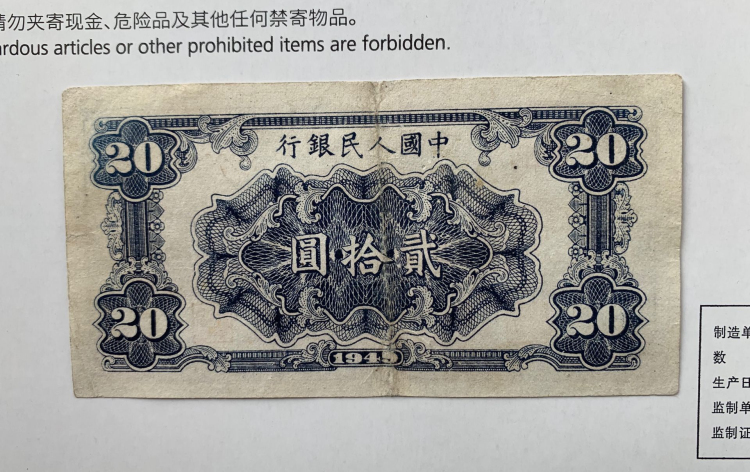 请勿夹寄现金、危险品及其他任何禁寄物品。
ardous articles or other prohibited items are forbidden.
行銀民人國中
20
20
圓拾貳
20
20
制造单
数
生产日
监制单
监制证